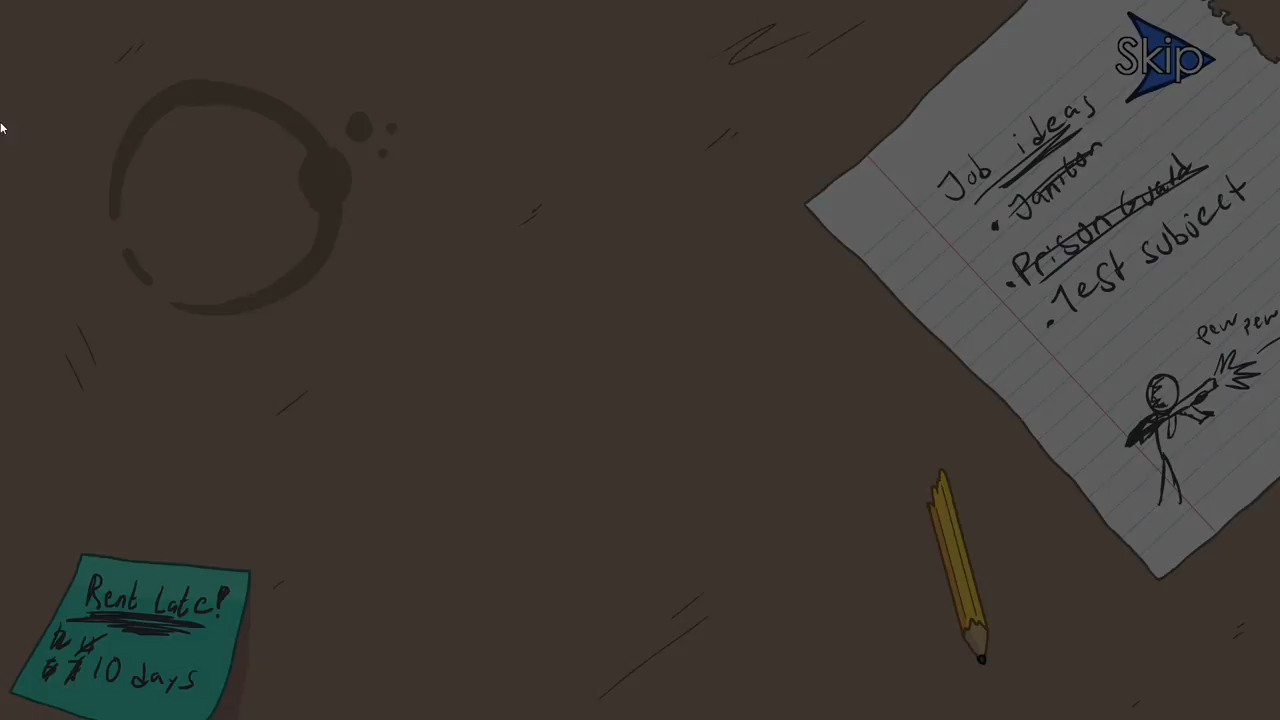 Skip
Job ideas
• Janitor
• Prison Guard
• Test subject
pew pew
Rent Late!
10 days